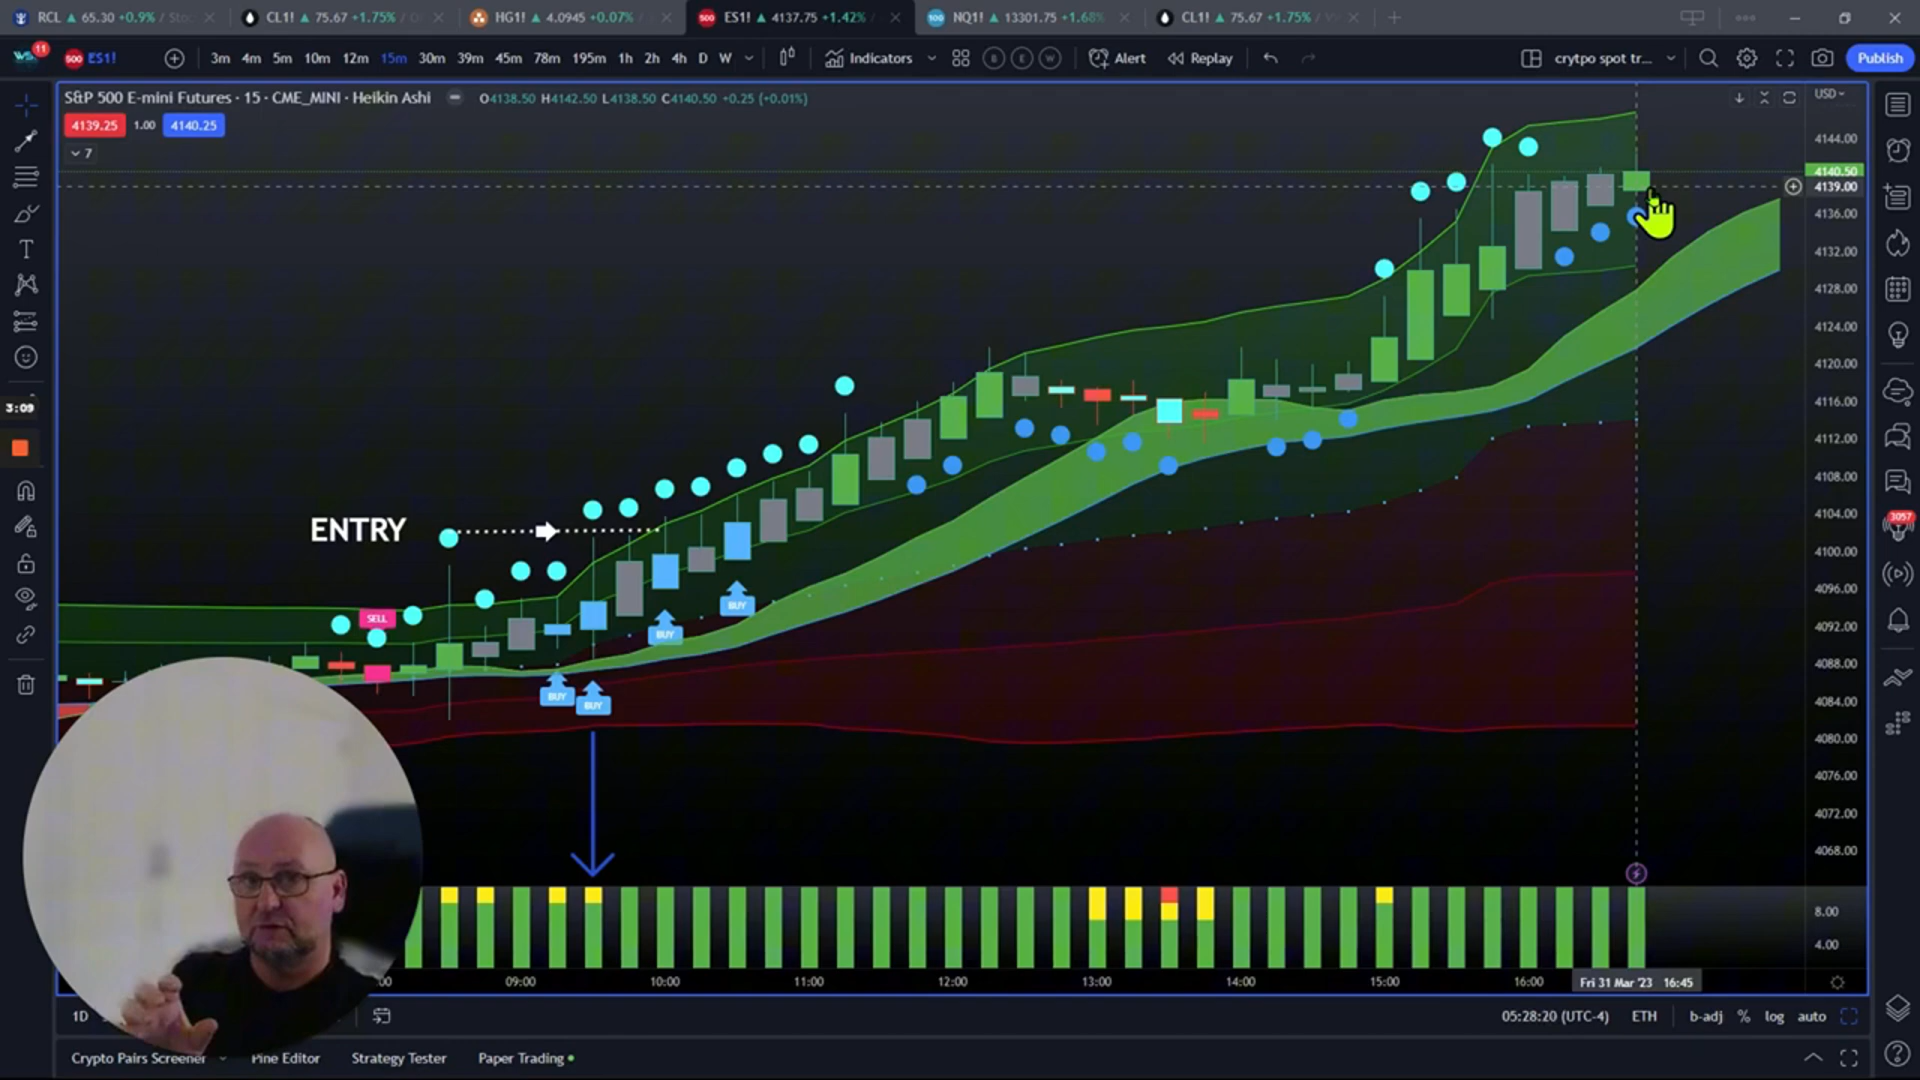 RCL ▲ 65.30 +0.9% / Stoc
CL1! ▲ 75.67 +1.75% / O
HG1! ▲ 4.0945 +0.07% /
500 ES1! ▲ 4137.75 +1.42% /
100 NQ1! ▲ 13301.75 +1.68%
CL1! ▲ 75.67 +1.75% /
11
500 ES1!
3m 4m 5m 10m 12m 15m 30m 39m 45m 78m 195m 1h 2h 4h D W
Indicators
B E W
Alert
Replay
crytpo spot tr...
Publish
S&P 500 E-mini Futures · 15 · CME_MINI · Heikin Ashi
O4138.50 H4142.50 L4138.50 C4140.50 +0.25 (+0.01%)
USD
4139.25 1.00 4140.25
7
4144.00
4140.50
4139.00
4136.00
4132.00
4128.00
4124.00
4120.00
4116.00
4112.00
4108.00
4104.00
4100.00
4096.00
4092.00
4088.00
4084.00
4080.00
4076.00
4072.00
4068.00
8.00
4.00
3:09
3057
ENTRY
SELL
BUY
BUY
BUY
BUY
:00 09:00 10:00 11:00 12:00 13:00 14:00 15:00 16:00 Fri 31 Mar '23 16:45
1D
05:28:20 (UTC-4) ETH b-adj % log auto
Crypto Pairs Screener Pine Editor Strategy Tester Paper Trading